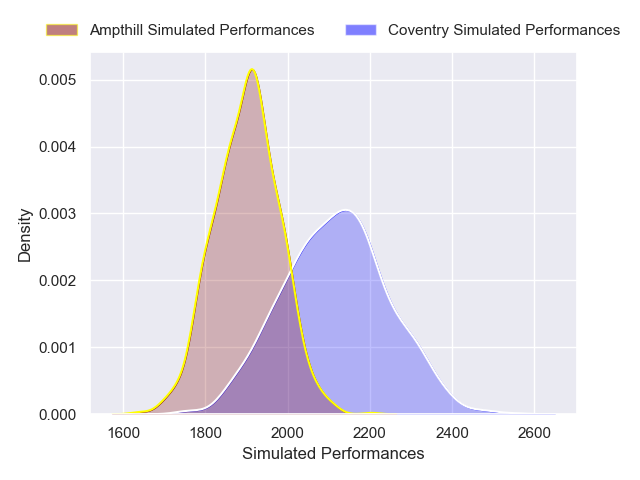 Ampthill Simulated Performances
Coventry Simulated Performances
0.005
0.004
0.003
0.002
0.001
0.000
Density
1600 1800 2000 2200 2400 2600
Simulated Performances